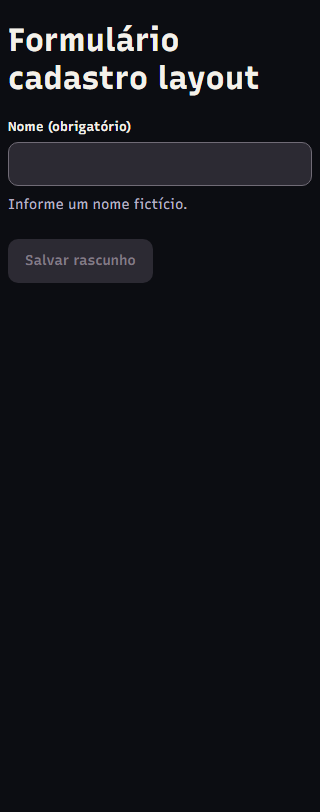 Formulário
cadastro layout
Nome (obrigatório)
Informe um nome fictício.
Salvar rascunho